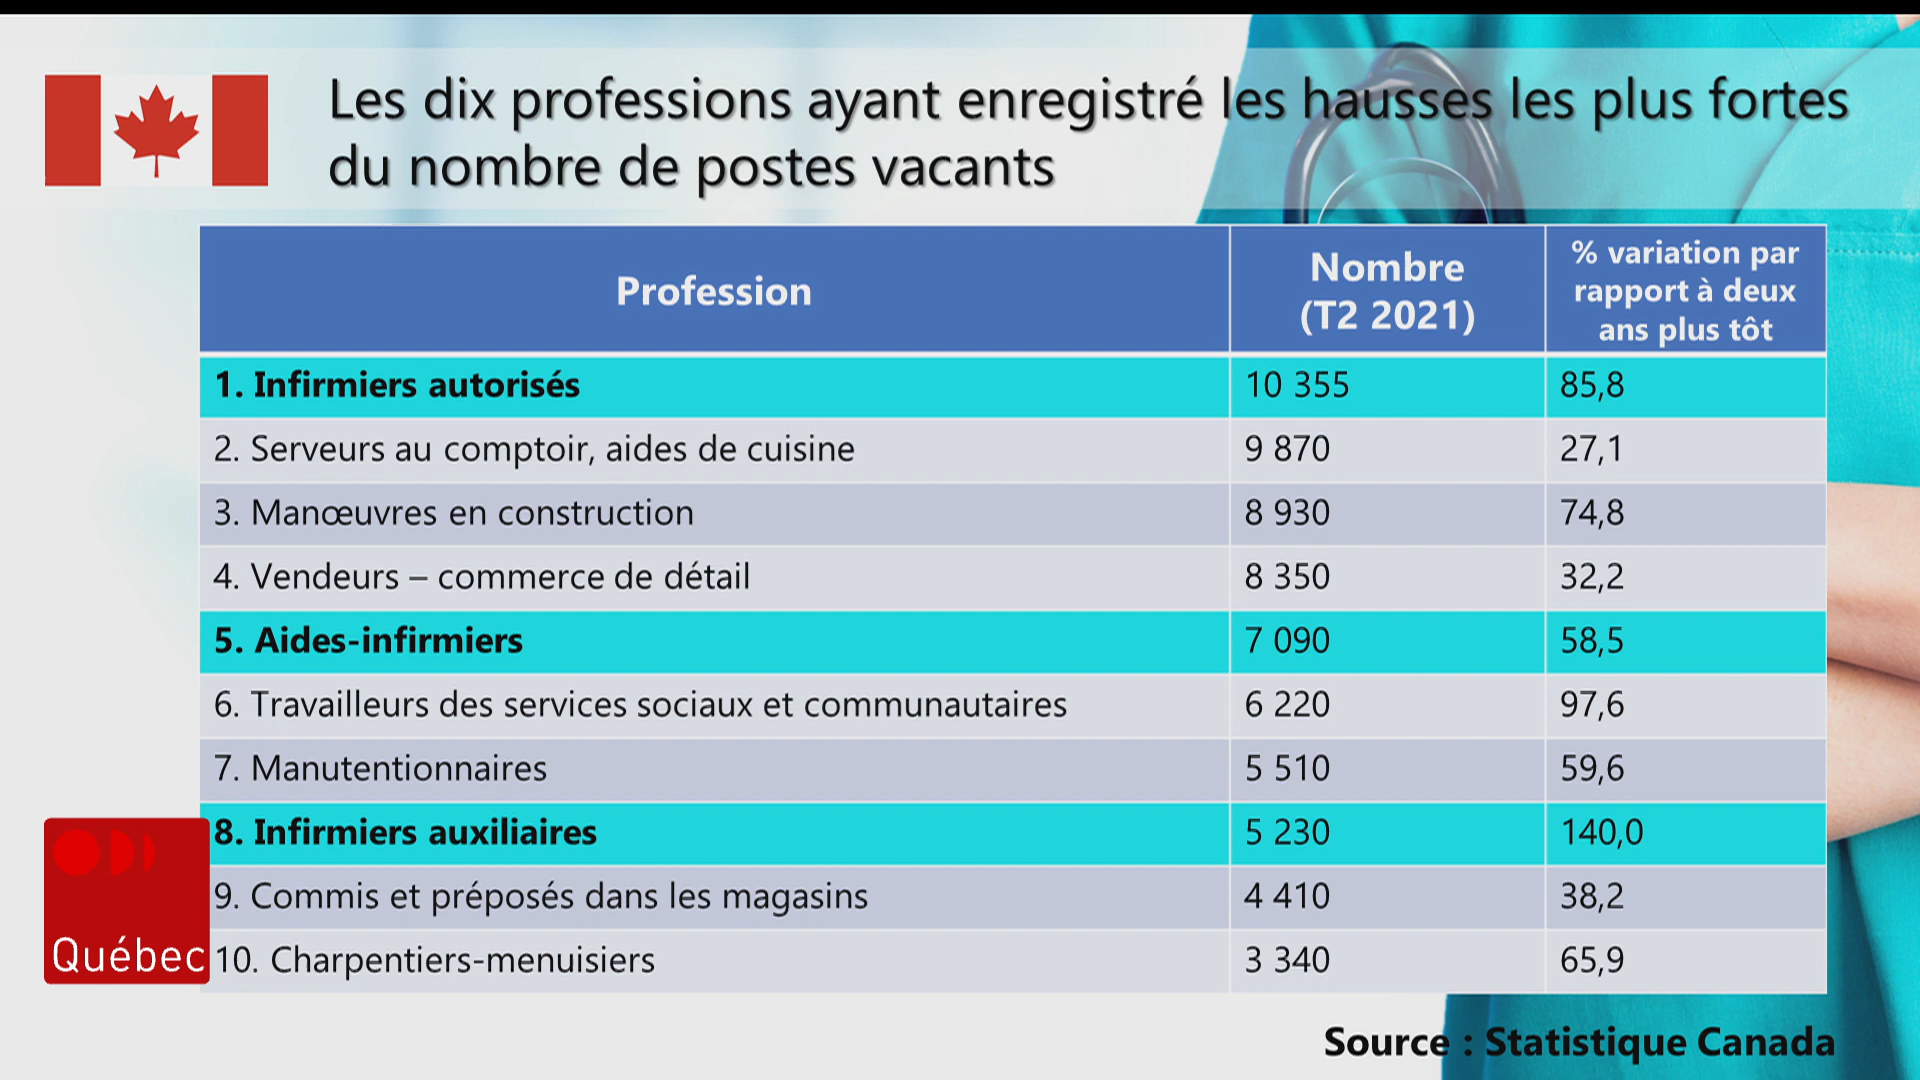 Les dix professions ayant enregistré les hausses les plus fortes
du nombre de postes vacants
Profession
Nombre
(T2 2021)
% variation par
rapport à deux
ans plus tôt
1. Infirmiers autorisés 10 355 85,8
2. Serveurs au comptoir, aides de cuisine 9 870 27,1
3. Manœuvres en construction 8 930 74,8
4. Vendeurs – commerce de détail 8 350 32,2
5. Aides-infirmiers 7 090 58,5
6. Travailleurs des services sociaux et communautaires 6 220 97,6
7. Manutentionnaires 5 510 59,6
8. Infirmiers auxiliaires 5 230 140,0
9. Commis et préposés dans les magasins 4 410 38,2
10. Charpentiers-menuisiers 3 340 65,9
Québec
Source : Statistique Canada